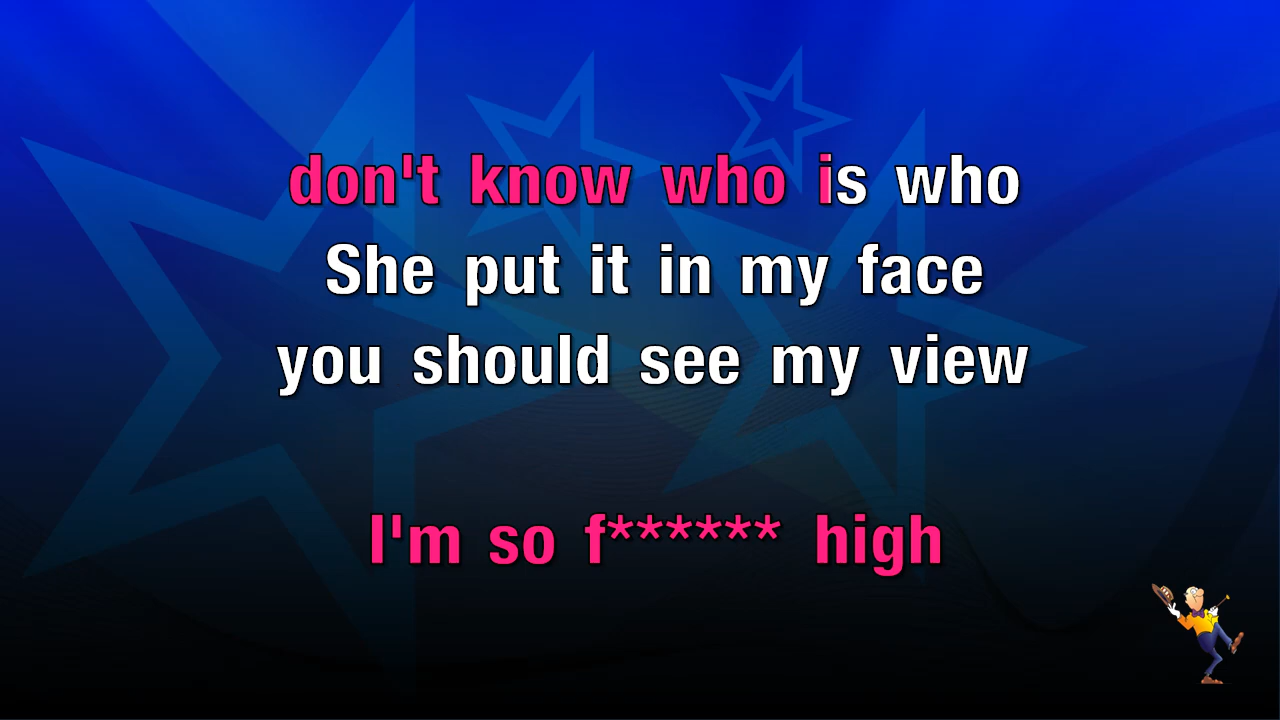 don't know who is who
She put it in my face
you should see my view
I'm so f****** high